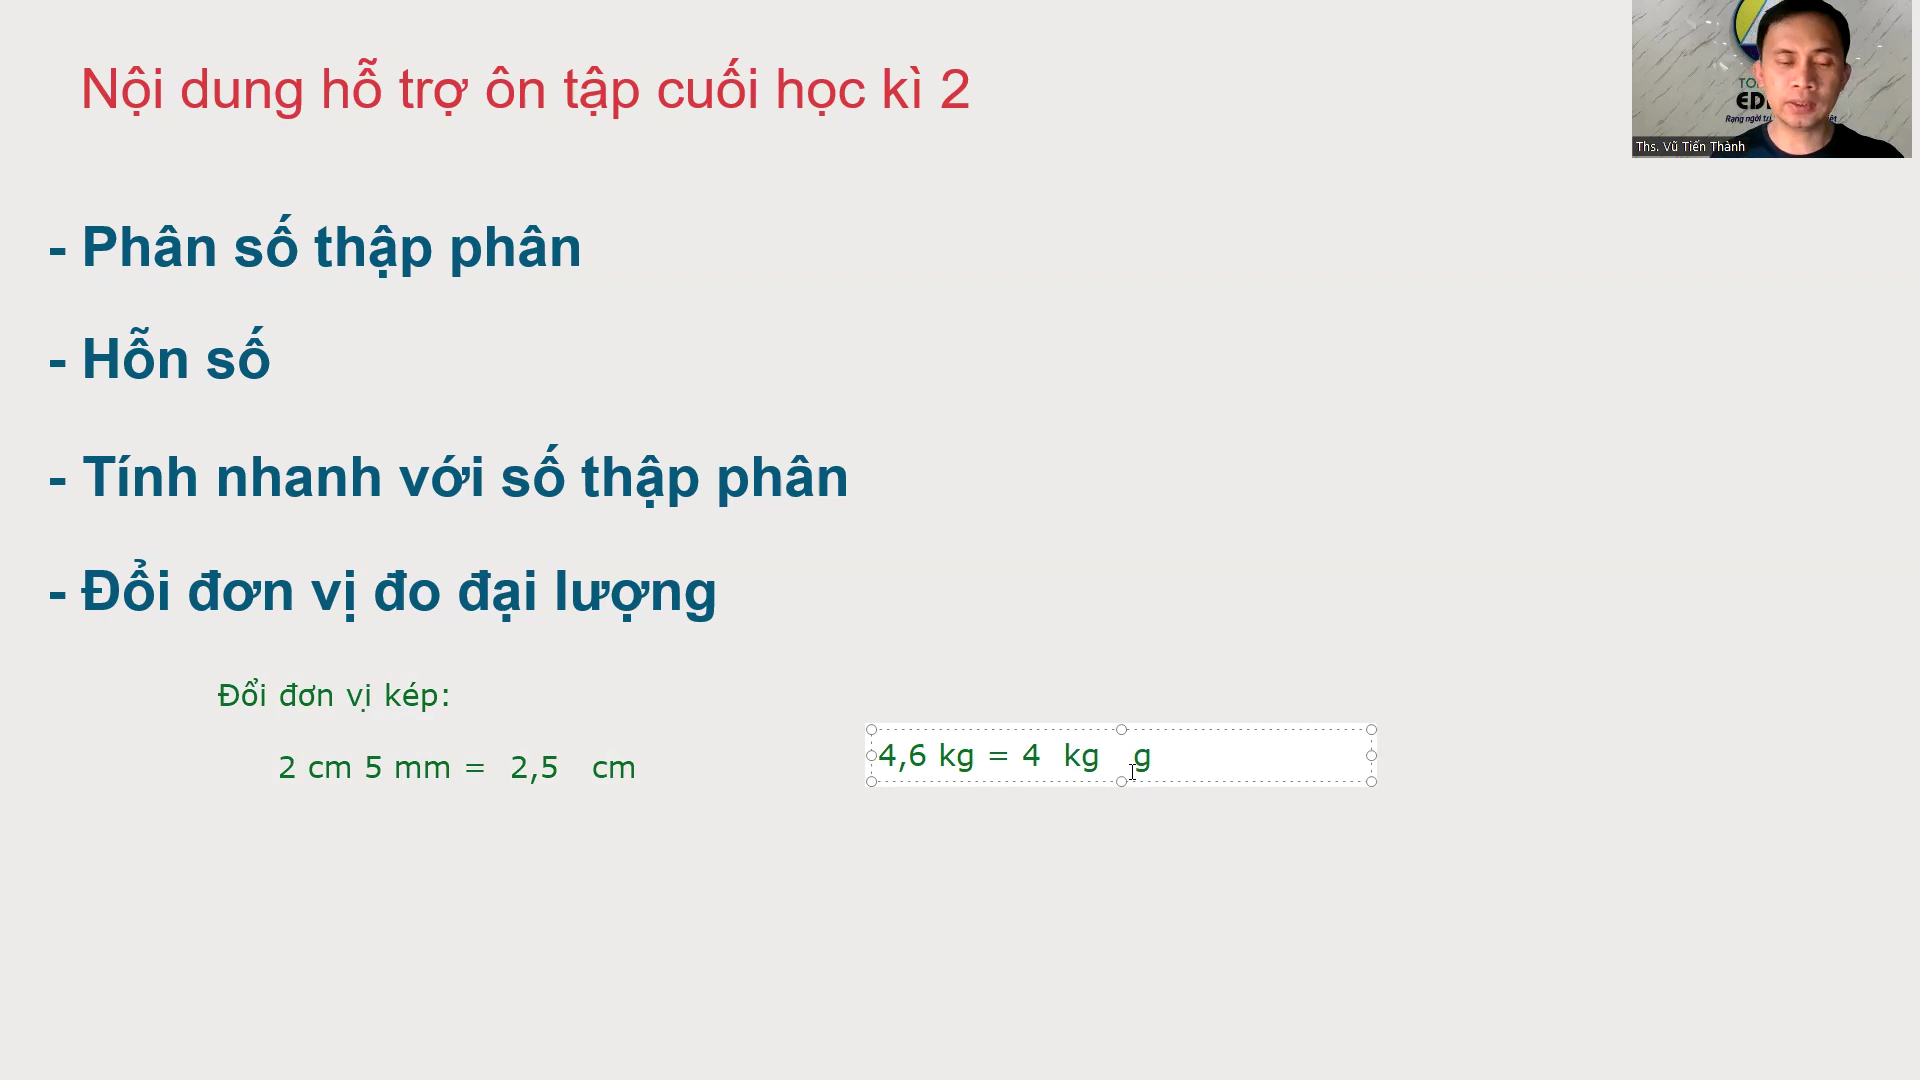 Nội dung hỗ trợ ôn tập cuối học kì 2
EDU
Ths. Vũ Tiến Thành
- Phân số thập phân
- Hỗn số
- Tính nhanh với số thập phân
- Đổi đơn vị đo đại lượng
Đổi đơn vị kép:
2 cm 5 mm = 2,5 cm
4,6 kg = 4 kg g